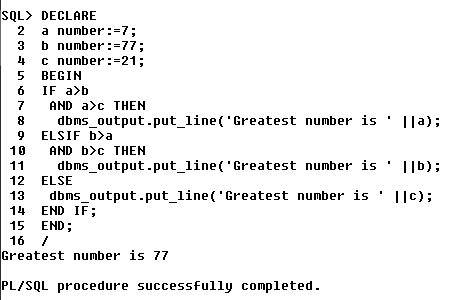 SQL> DECLARE
  2  a number:=7;
  3  b number:=77;
  4  c number:=21;
  5  BEGIN
  6  IF a>b
  7   AND a>c THEN
  8    dbms_output.put_line('Greatest number is ' ||a);
  9  ELSIF b>a
 10   AND b>c THEN
 11    dbms_output.put_line('Greatest number is ' ||b);
 12  ELSE
 13   dbms_output.put_line('Greatest number is ' ||c);
 14  END IF;
 15  END;
 16  /
Greatest number is 77
PL/SQL procedure successfully completed.